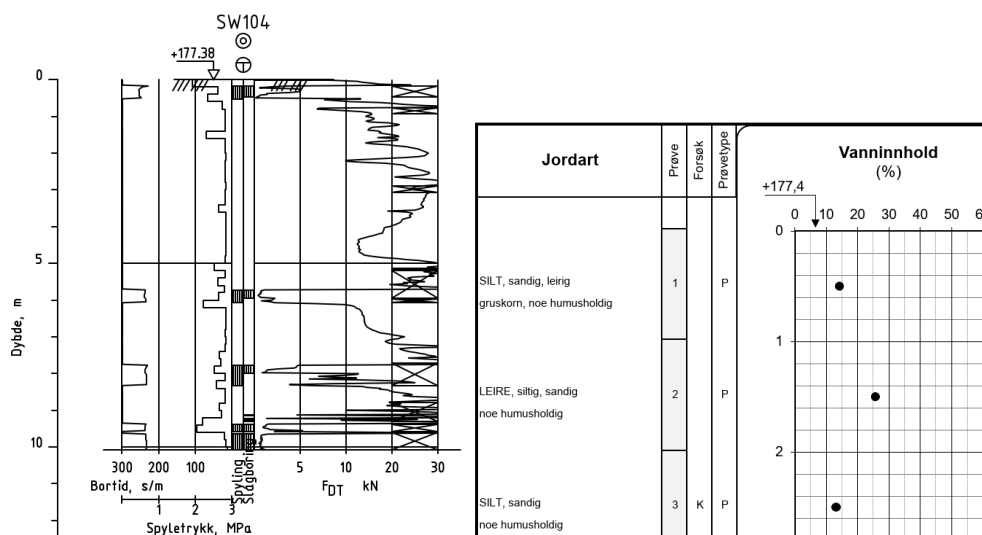 SW104
+177.38
0
5
10
Dybde, m
300 200 100
5 10 20 30
Bortid, s/m
Spyling
Slagboring
FDT kN
1 2 3
Spyletrykk, MPa
Jordart
Prøve
Forsøk
Prøvetype
Vanninnhold
(%)
+177,4
0 10 20 30 40 50
0
SILT, sandig, leirig
gruskorn, noe humusholdig
1 P
1
LEIRE, siltig, sandig
noe humusholdig
2 P
2
SILT, sandig
noe humusholdig
3 K P